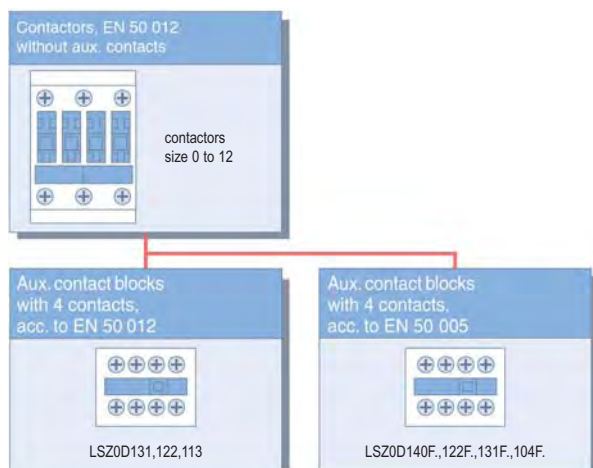 Contactors, EN 50 012
without aux. contacts
contactors
size 0 to 12
Aux. contact blocks
with 4 contacts,
acc. to EN 50 012
LSZ0D131,122,113
Aux. contact blocks
with 4 contacts,
acc. to EN 50 005
LSZ0D140F.,122F.,131F.,104F.